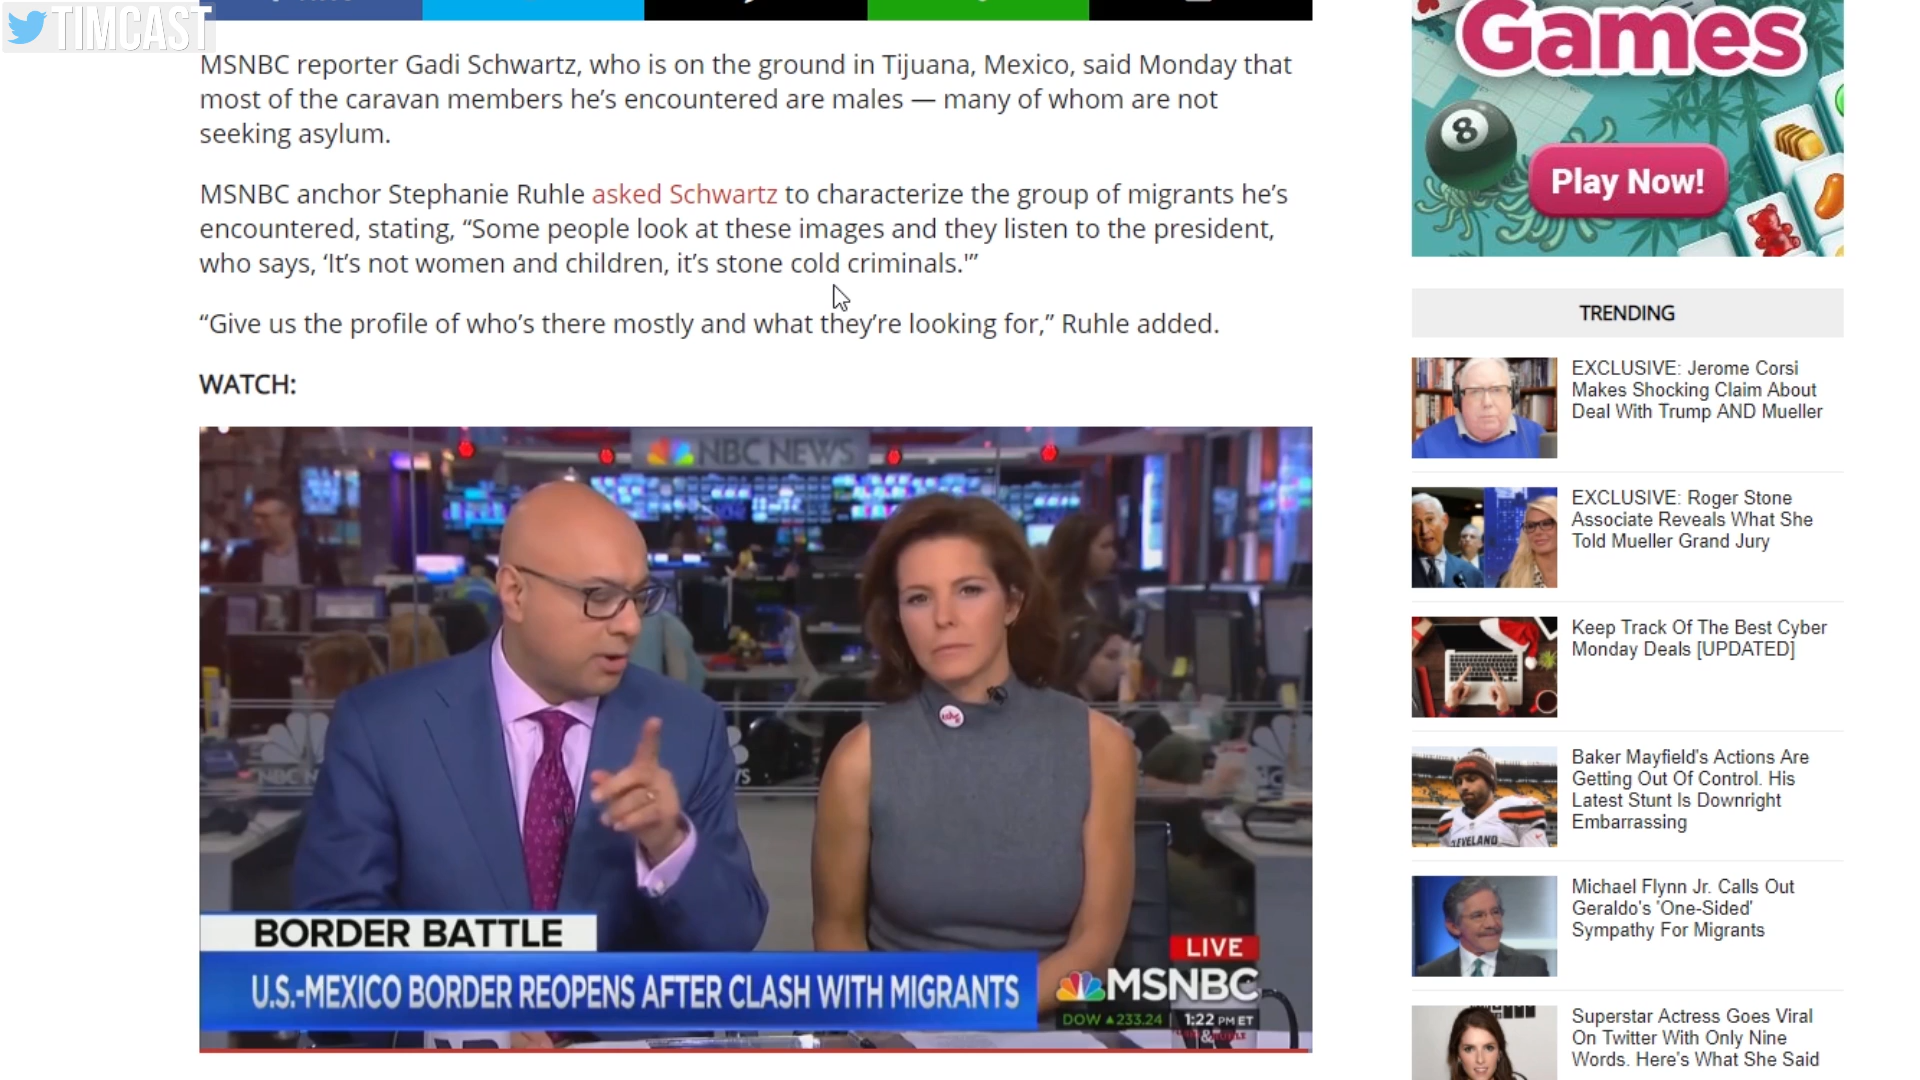 TIMCAST
MSNBC reporter Gadi Schwartz, who is on the ground in Tijuana, Mexico, said Monday that
most of the caravan members he’s encountered are males — many of whom are not
seeking asylum.
MSNBC anchor Stephanie Ruhle asked Schwartz to characterize the group of migrants he’s
encountered, stating, “Some people look at these images and they listen to the president,
who says, ‘It’s not women and children, it’s stone cold criminals.'”
“Give us the profile of who’s there mostly and what they’re looking for,” Ruhle added.
WATCH:
NBC NEWS
NBC N
BORDER BATTLE
U.S.-MEXICO BORDER REOPENS AFTER CLASH WITH MIGRANTS
LIVE
MSNBC
DOW ▲233.24 1:22 PM ET
Games
8
Play Now!
TRENDING
EXCLUSIVE: Jerome Corsi
Makes Shocking Claim About
Deal With Trump AND Mueller
EXCLUSIVE: Roger Stone
Associate Reveals What She
Told Mueller Grand Jury
Keep Track Of The Best Cyber
Monday Deals [UPDATED]
Baker Mayfield's Actions Are
Getting Out Of Control. His
Latest Stunt Is Downright
Embarrassing
CLEVELAND
Michael Flynn Jr. Calls Out
Geraldo's 'One-Sided'
Sympathy For Migrants
Superstar Actress Goes Viral
On Twitter With Only Nine
Words. Here's What She Said